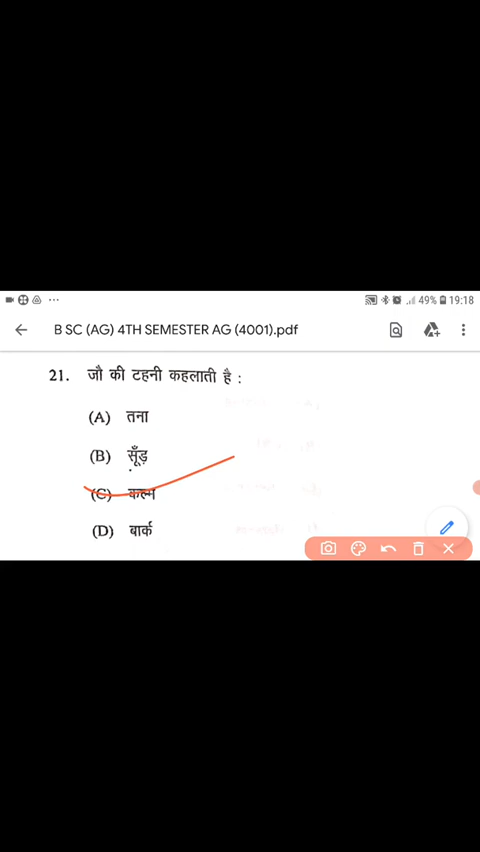 49% 19:18
B SC (AG) 4TH SEMESTER AG (4001).pdf
21. जौ की टहनी कहलाती है :
(A) तना
(B) सूँड़
(C) कल्म
(D) बार्क